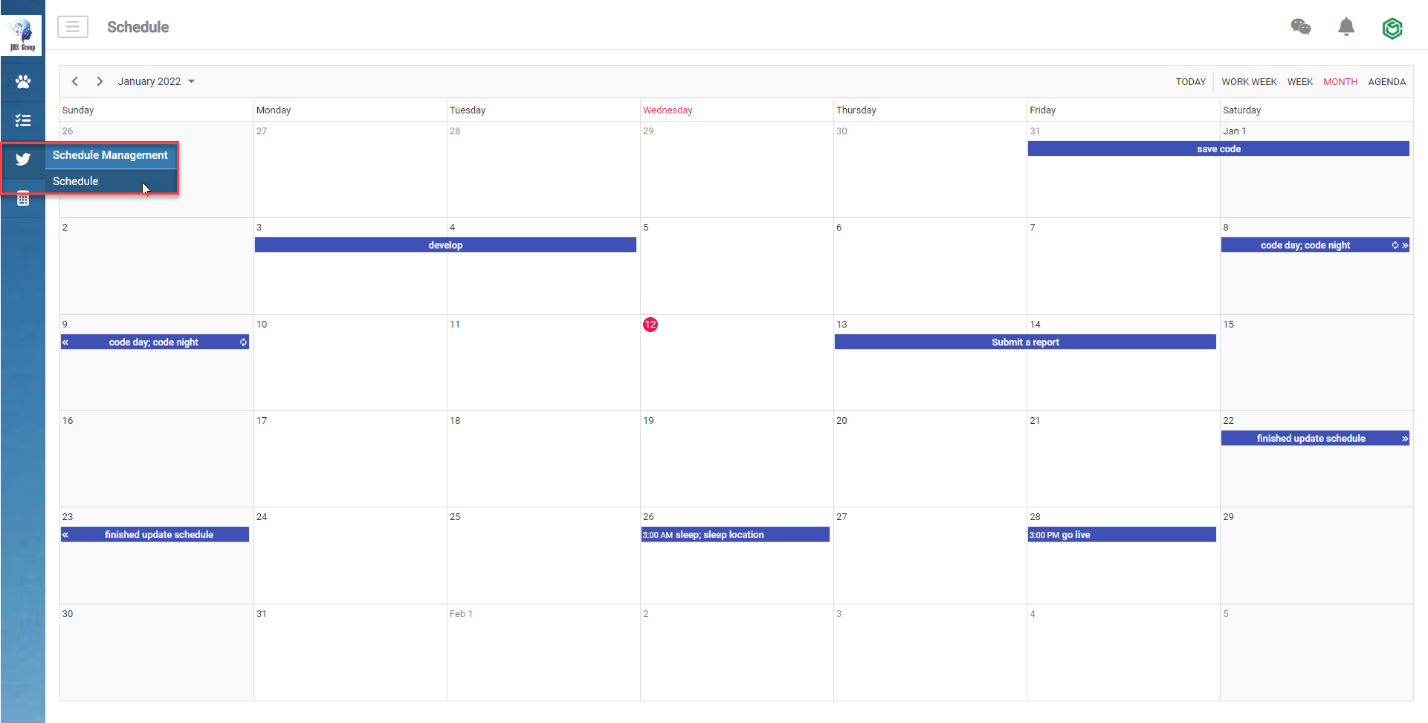 JHS Group
Schedule
January 2022
TODAY WORK WEEK WEEK MONTH AGENDA
Sunday Monday Tuesday Wednesday Thursday Friday Saturday
26 27 28 29 30 31 Jan 1
save code
Schedule Management
Schedule
2 3 4 5 6 7 8
develop code day; code night »
9 10 11 12 13 14 15
« code day; code night Submit a report
16 17 18 19 20 21 22
finished update schedule »
23 24 25 26 27 28 29
« finished update schedule 3:00 AM sleep; sleep location 3:00 PM go live
30 31 Feb 1 2 3 4 5